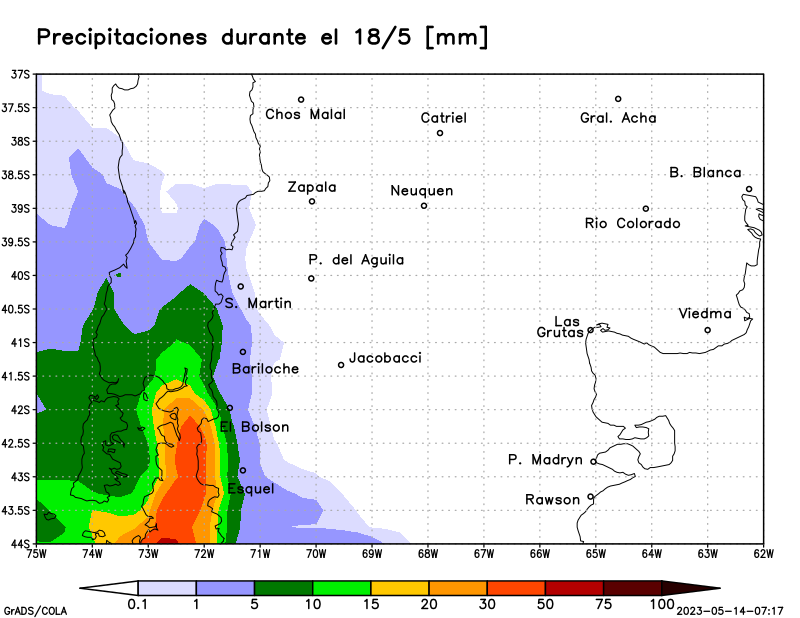 Precipitaciones durante el 18/5 [mm]
37S
37.5S
Chos Malal
Catriel
Gral. Acha
38S
38.5S
B. Blanca
Zapala
Neuquen
39S
Rio Colorado
39.5S
P. del Aguila
40S
S. Martin
40.5S
Las
Grutas
Viedma
41S
Bariloche
Jacobacci
41.5S
42S
El Bolson
42.5S
P. Madryn
43S
Esquel
Rawson
43.5S
44S
75W 74W 73W 72W 71W 70W 69W 68W 67W 66W 65W 64W 63W 62W
0.1 1 5 10 15 20 30 50 75 100
GrADS/COLA
2023-05-14-07:17